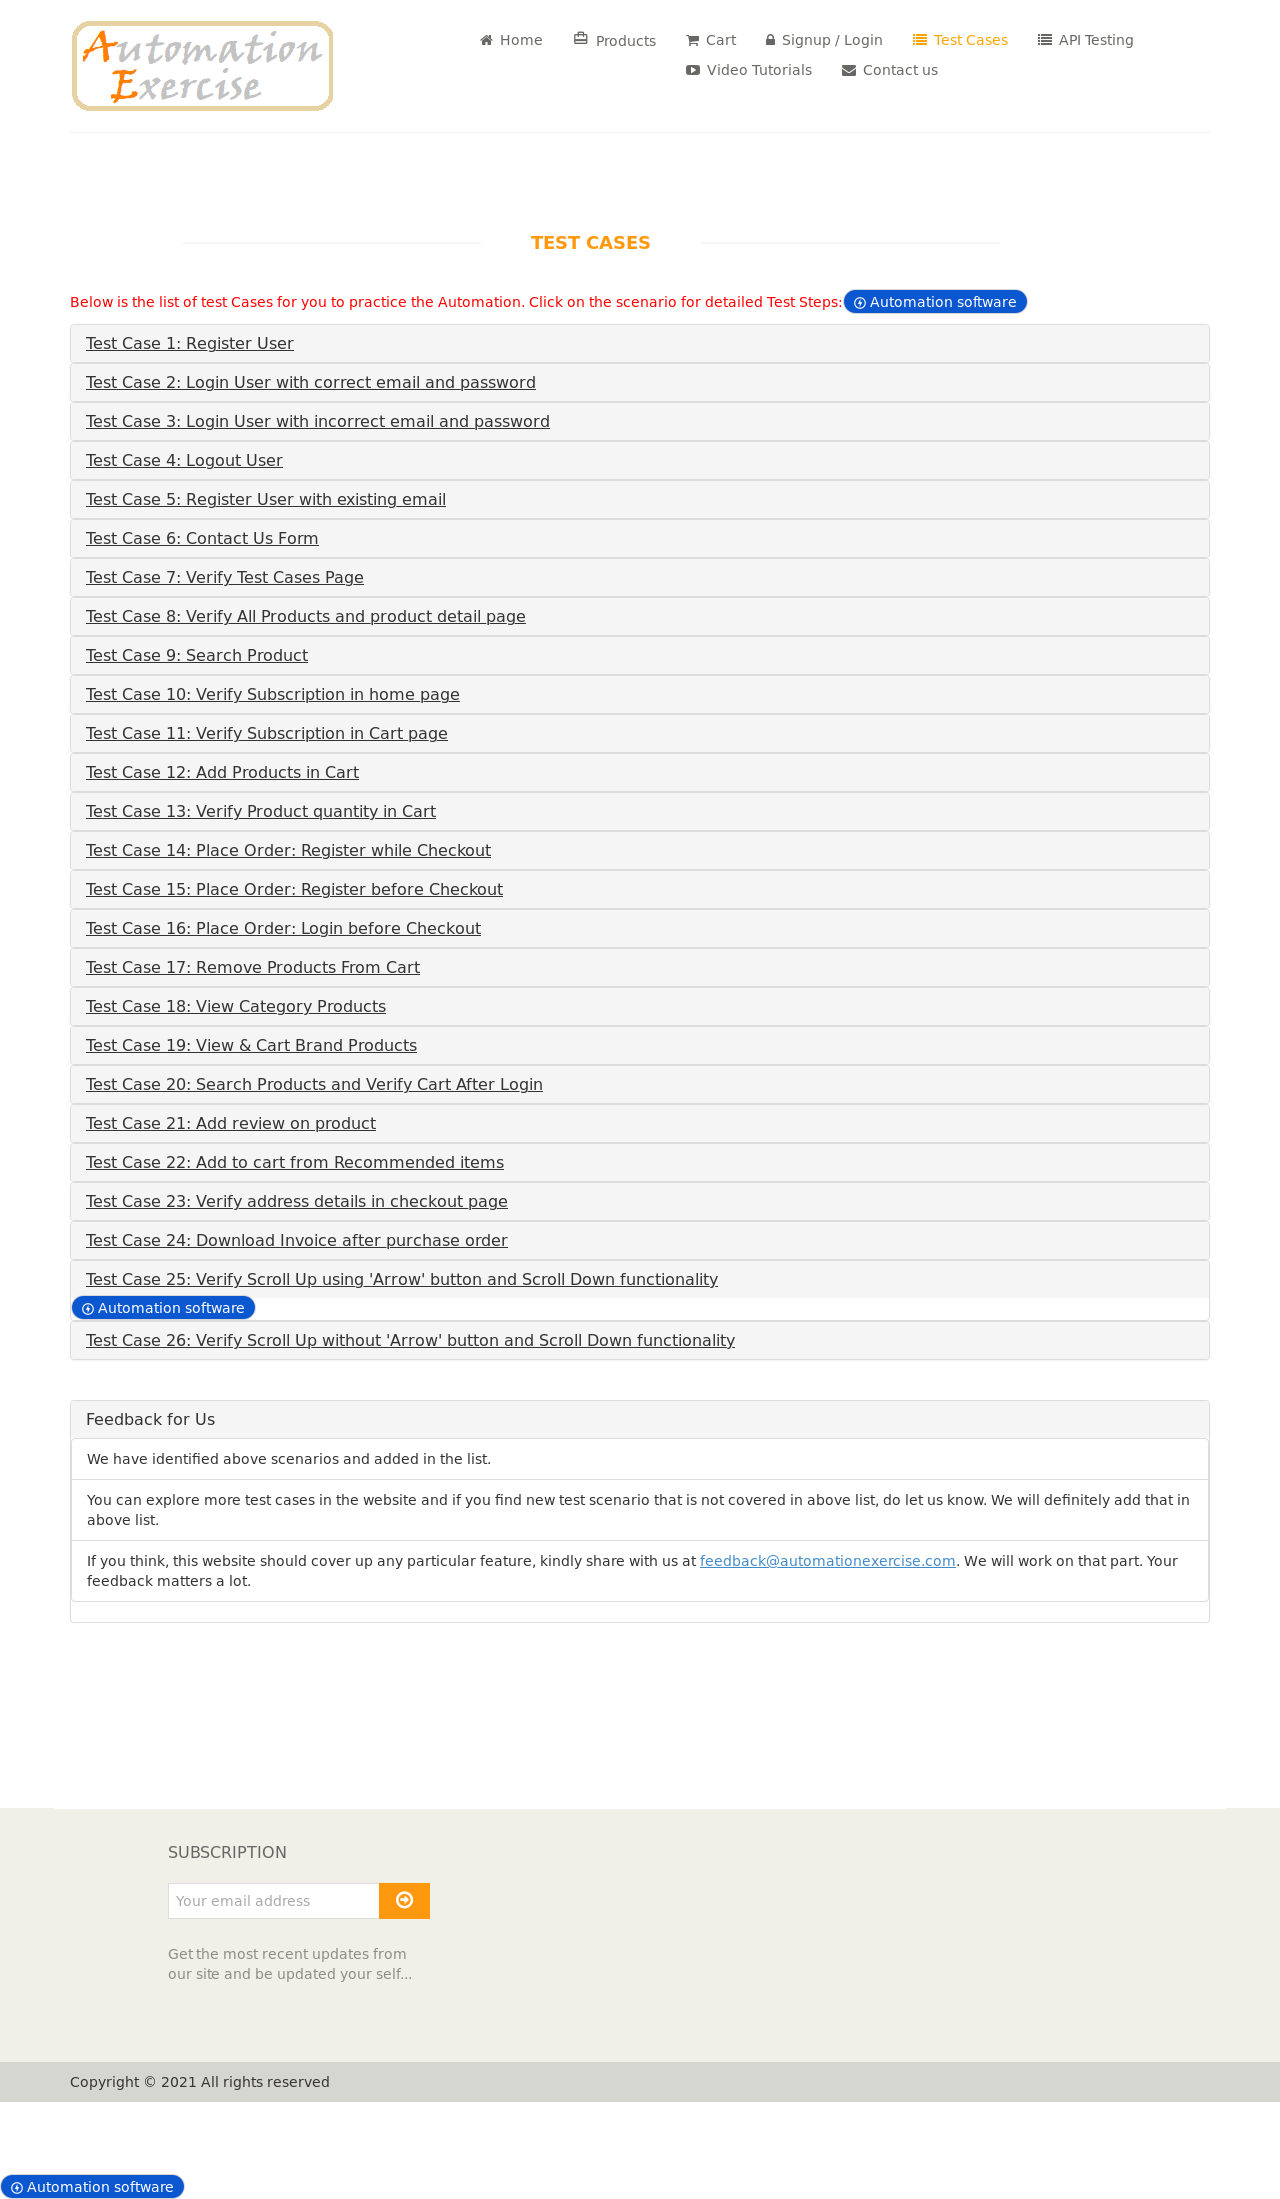 Automation
Exercise
Home
Products
Cart
Signup / Login
Test Cases
API Testing
Video Tutorials
Contact us
TEST CASES
Below is the list of test Cases for you to practice the Automation. Click on the scenario for detailed Test Steps: Automation software
Test Case 1: Register User
Test Case 2: Login User with correct email and password
Test Case 3: Login User with incorrect email and password
Test Case 4: Logout User
Test Case 5: Register User with existing email
Test Case 6: Contact Us Form
Test Case 7: Verify Test Cases Page
Test Case 8: Verify All Products and product detail page
Test Case 9: Search Product
Test Case 10: Verify Subscription in home page
Test Case 11: Verify Subscription in Cart page
Test Case 12: Add Products in Cart
Test Case 13: Verify Product quantity in Cart
Test Case 14: Place Order: Register while Checkout
Test Case 15: Place Order: Register before Checkout
Test Case 16: Place Order: Login before Checkout
Test Case 17: Remove Products From Cart
Test Case 18: View Category Products
Test Case 19: View & Cart Brand Products
Test Case 20: Search Products and Verify Cart After Login
Test Case 21: Add review on product
Test Case 22: Add to cart from Recommended items
Test Case 23: Verify address details in checkout page
Test Case 24: Download Invoice after purchase order
Test Case 25: Verify Scroll Up using 'Arrow' button and Scroll Down functionality
Automation software
Test Case 26: Verify Scroll Up without 'Arrow' button and Scroll Down functionality
Feedback for Us
We have identified above scenarios and added in the list.
You can explore more test cases in the website and if you find new test scenario that is not covered in above list, do let us know. We will definitely add that in
above list.
If you think, this website should cover up any particular feature, kindly share with us at feedback@automationexercise.com. We will work on that part. Your
feedback matters a lot.
SUBSCRIPTION
Your email address
Get the most recent updates from
our site and be updated your self...
Copyright © 2021 All rights reserved
Automation software